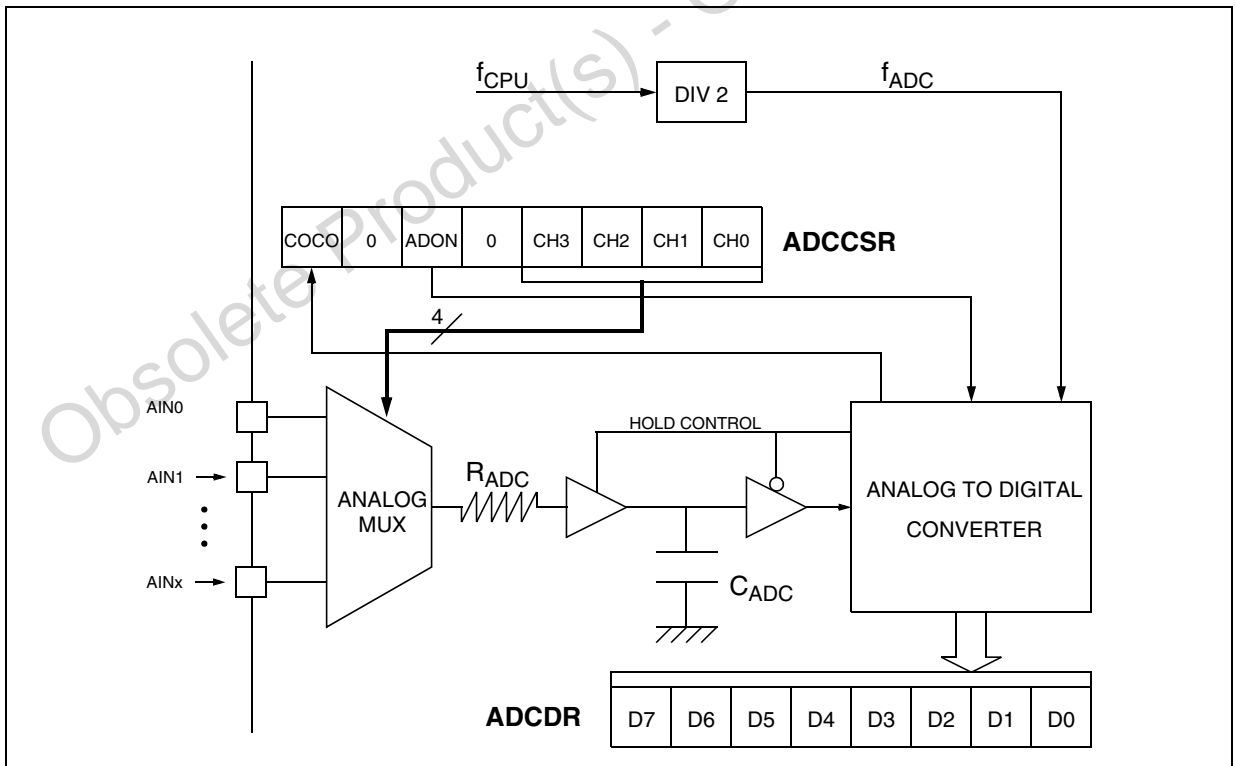 Obsolete Product(s) -
fCPU
DIV 2
fADC
COCO 0 ADON 0 CH3 CH2 CH1 CH0 ADCCSR
4
AIN0
HOLD CONTROL
AIN1
RADC
ANALOG
MUX
ANALOG TO DIGITAL
CONVERTER
AINx
CADC
ADCDR D7 D6 D5 D4 D3 D2 D1 D0